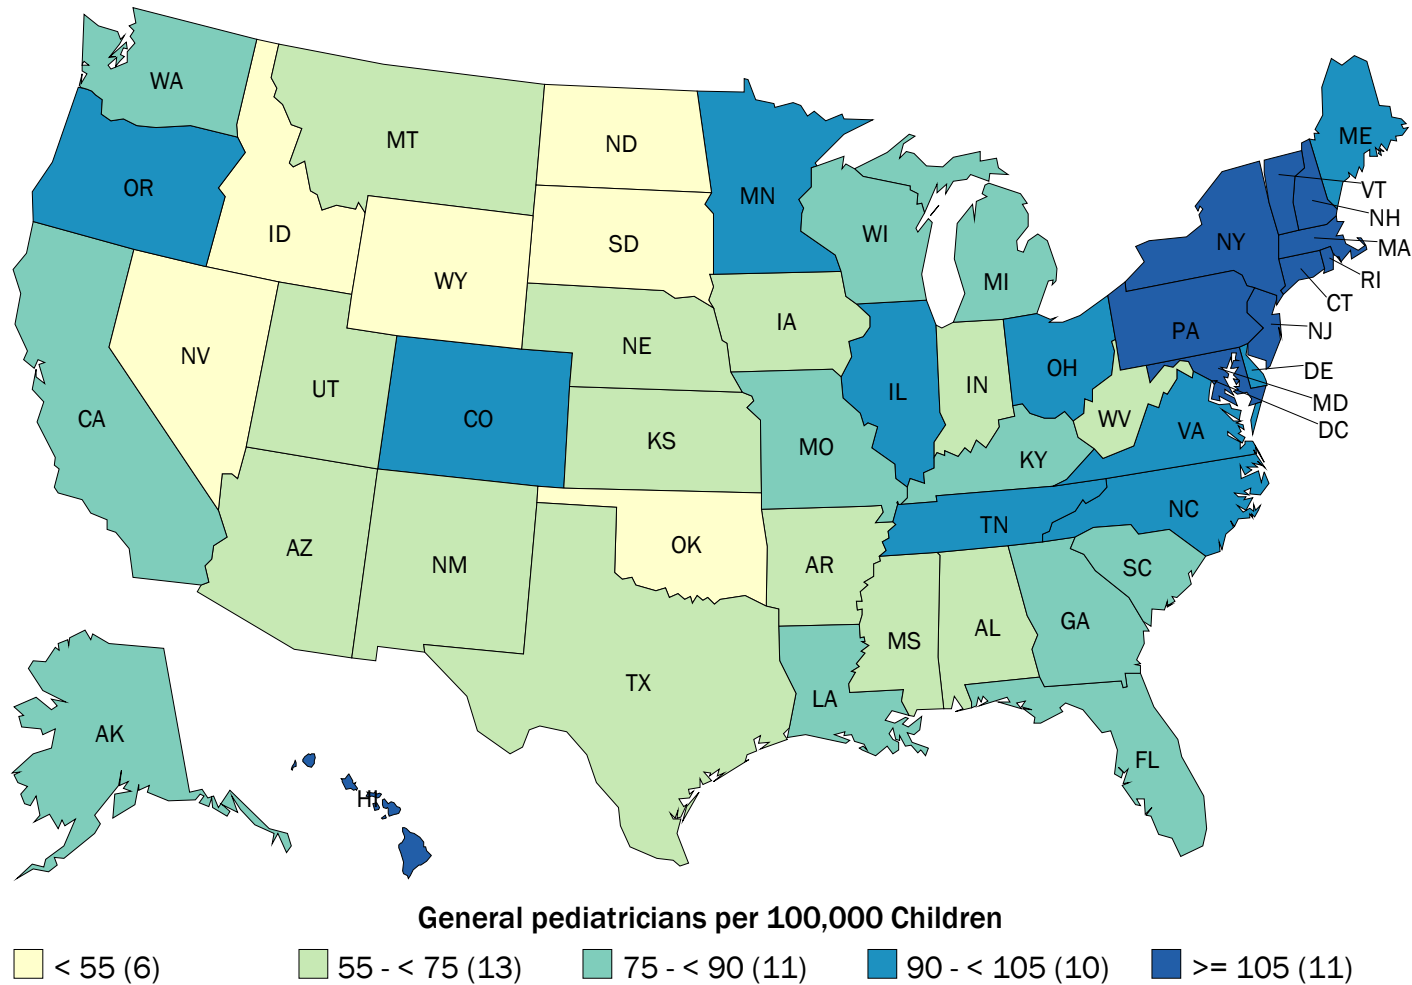 WA
MT
ND
ME
MN
OR
VT
NH
ID
SD
WI
NY
MA
WY
MI
RI
CT
IA
NJ
PA
NE
NV
OH
DE
UT
IN
IL
MD
CO
CA
WV
DC
VA
KS
MO
KY
NC
TN
AZ
OK
NM
AR
SC
GA
AL
MS
TX
LA
AK
FL
HI
General pediatricians per 100,000 Children
< 55 (6) 55 - < 75 (13) 75 - < 90 (11) 90 - < 105 (10) >= 105 (11)